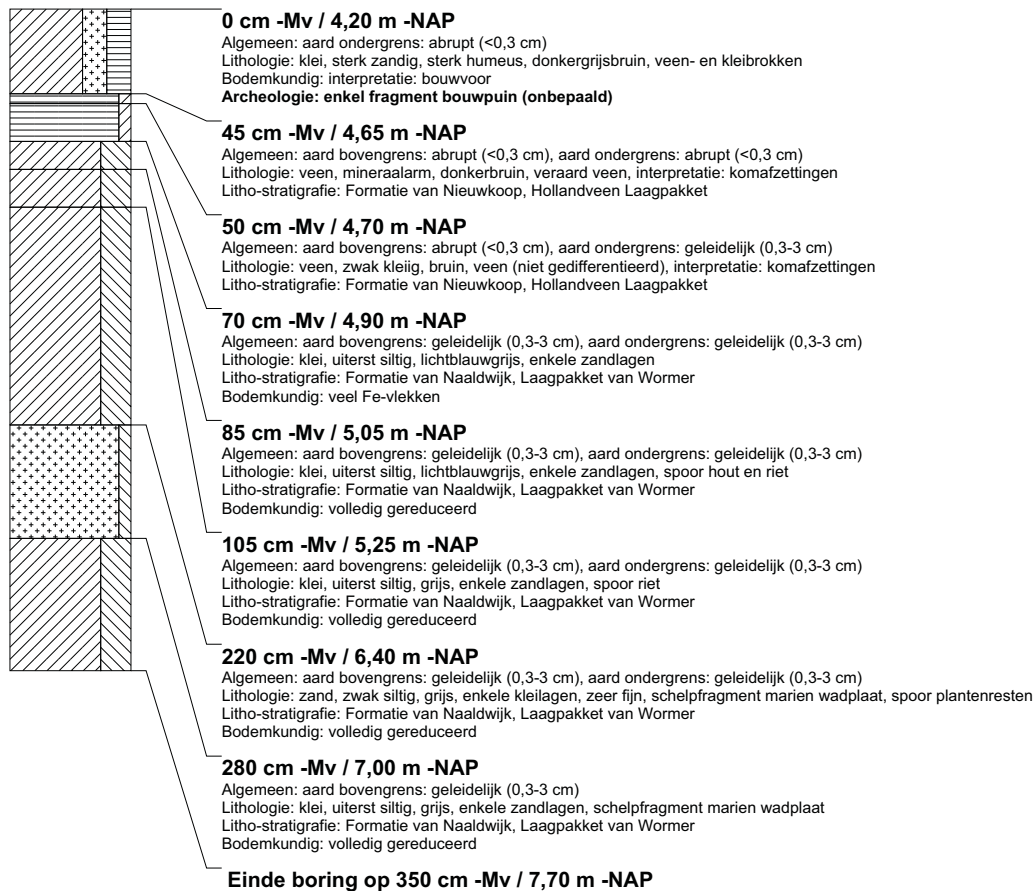 0 cm -Mv / 4,20 m -NAP
Algemeen: aard ondergrens: abrupt (<0,3 cm)
Lithologie: klei, sterk zandig, sterk humeus, donkergrijsbruin, veen- en kleibrokken
Bodemkundig: interpretatie: bouwvoor
Archeologie: enkel fragment bouwpuin (onbepaald)
45 cm -Mv / 4,65 m -NAP
Algemeen: aard bovengrens: abrupt (<0,3 cm), aard ondergrens: abrupt (<0,3 cm)
Lithologie: veen, mineraalarm, donkerbruin, veraard veen, interpretatie: komafzettingen
Litho-stratigrafie: Formatie van Nieuwkoop, Hollandveen Laagpakket
50 cm -Mv / 4,70 m -NAP
Algemeen: aard bovengrens: abrupt (<0,3 cm), aard ondergrens: geleidelijk (0,3-3 cm)
Lithologie: veen, zwak kleiig, bruin, veen (niet gedifferentieerd), interpretatie: komafzettingen
Litho-stratigrafie: Formatie van Nieuwkoop, Hollandveen Laagpakket
70 cm -Mv / 4,90 m -NAP
Algemeen: aard bovengrens: geleidelijk (0,3-3 cm), aard ondergrens: geleidelijk (0,3-3 cm)
Lithologie: klei, uiterst siltig, lichtblauwgrijs, enkele zandlagen
Litho-stratigrafie: Formatie van Naaldwijk, Laagpakket van Wormer
Bodemkundig: veel Fe-vlekken
85 cm -Mv / 5,05 m -NAP
Algemeen: aard bovengrens: geleidelijk (0,3-3 cm), aard ondergrens: geleidelijk (0,3-3 cm)
Lithologie: klei, uiterst siltig, lichtblauwgrijs, enkele zandlagen, spoor hout en riet
Litho-stratigrafie: Formatie van Naaldwijk, Laagpakket van Wormer
Bodemkundig: volledig gereduceerd
105 cm -Mv / 5,25 m -NAP
Algemeen: aard bovengrens: geleidelijk (0,3-3 cm), aard ondergrens: geleidelijk (0,3-3 cm)
Lithologie: klei, uiterst siltig, grijs, enkele zandlagen, spoor riet
Litho-stratigrafie: Formatie van Naaldwijk, Laagpakket van Wormer
Bodemkundig: volledig gereduceerd
220 cm -Mv / 6,40 m -NAP
Algemeen: aard bovengrens: geleidelijk (0,3-3 cm), aard ondergrens: geleidelijk (0,3-3 cm)
Lithologie: zand, zwak siltig, grijs, enkele kleilagen, zeer fijn, schelpfragment marien wadplaat, spoor plantenresten
Litho-stratigrafie: Formatie van Naaldwijk, Laagpakket van Wormer
Bodemkundig: volledig gereduceerd
280 cm -Mv / 7,00 m -NAP
Algemeen: aard bovengrens: geleidelijk (0,3-3 cm)
Lithologie: klei, uiterst siltig, grijs, enkele zandlagen, schelpfragment marien wadplaat
Litho-stratigrafie: Formatie van Naaldwijk, Laagpakket van Wormer
Bodemkundig: volledig gereduceerd
Einde boring op 350 cm -Mv / 7,70 m -NAP